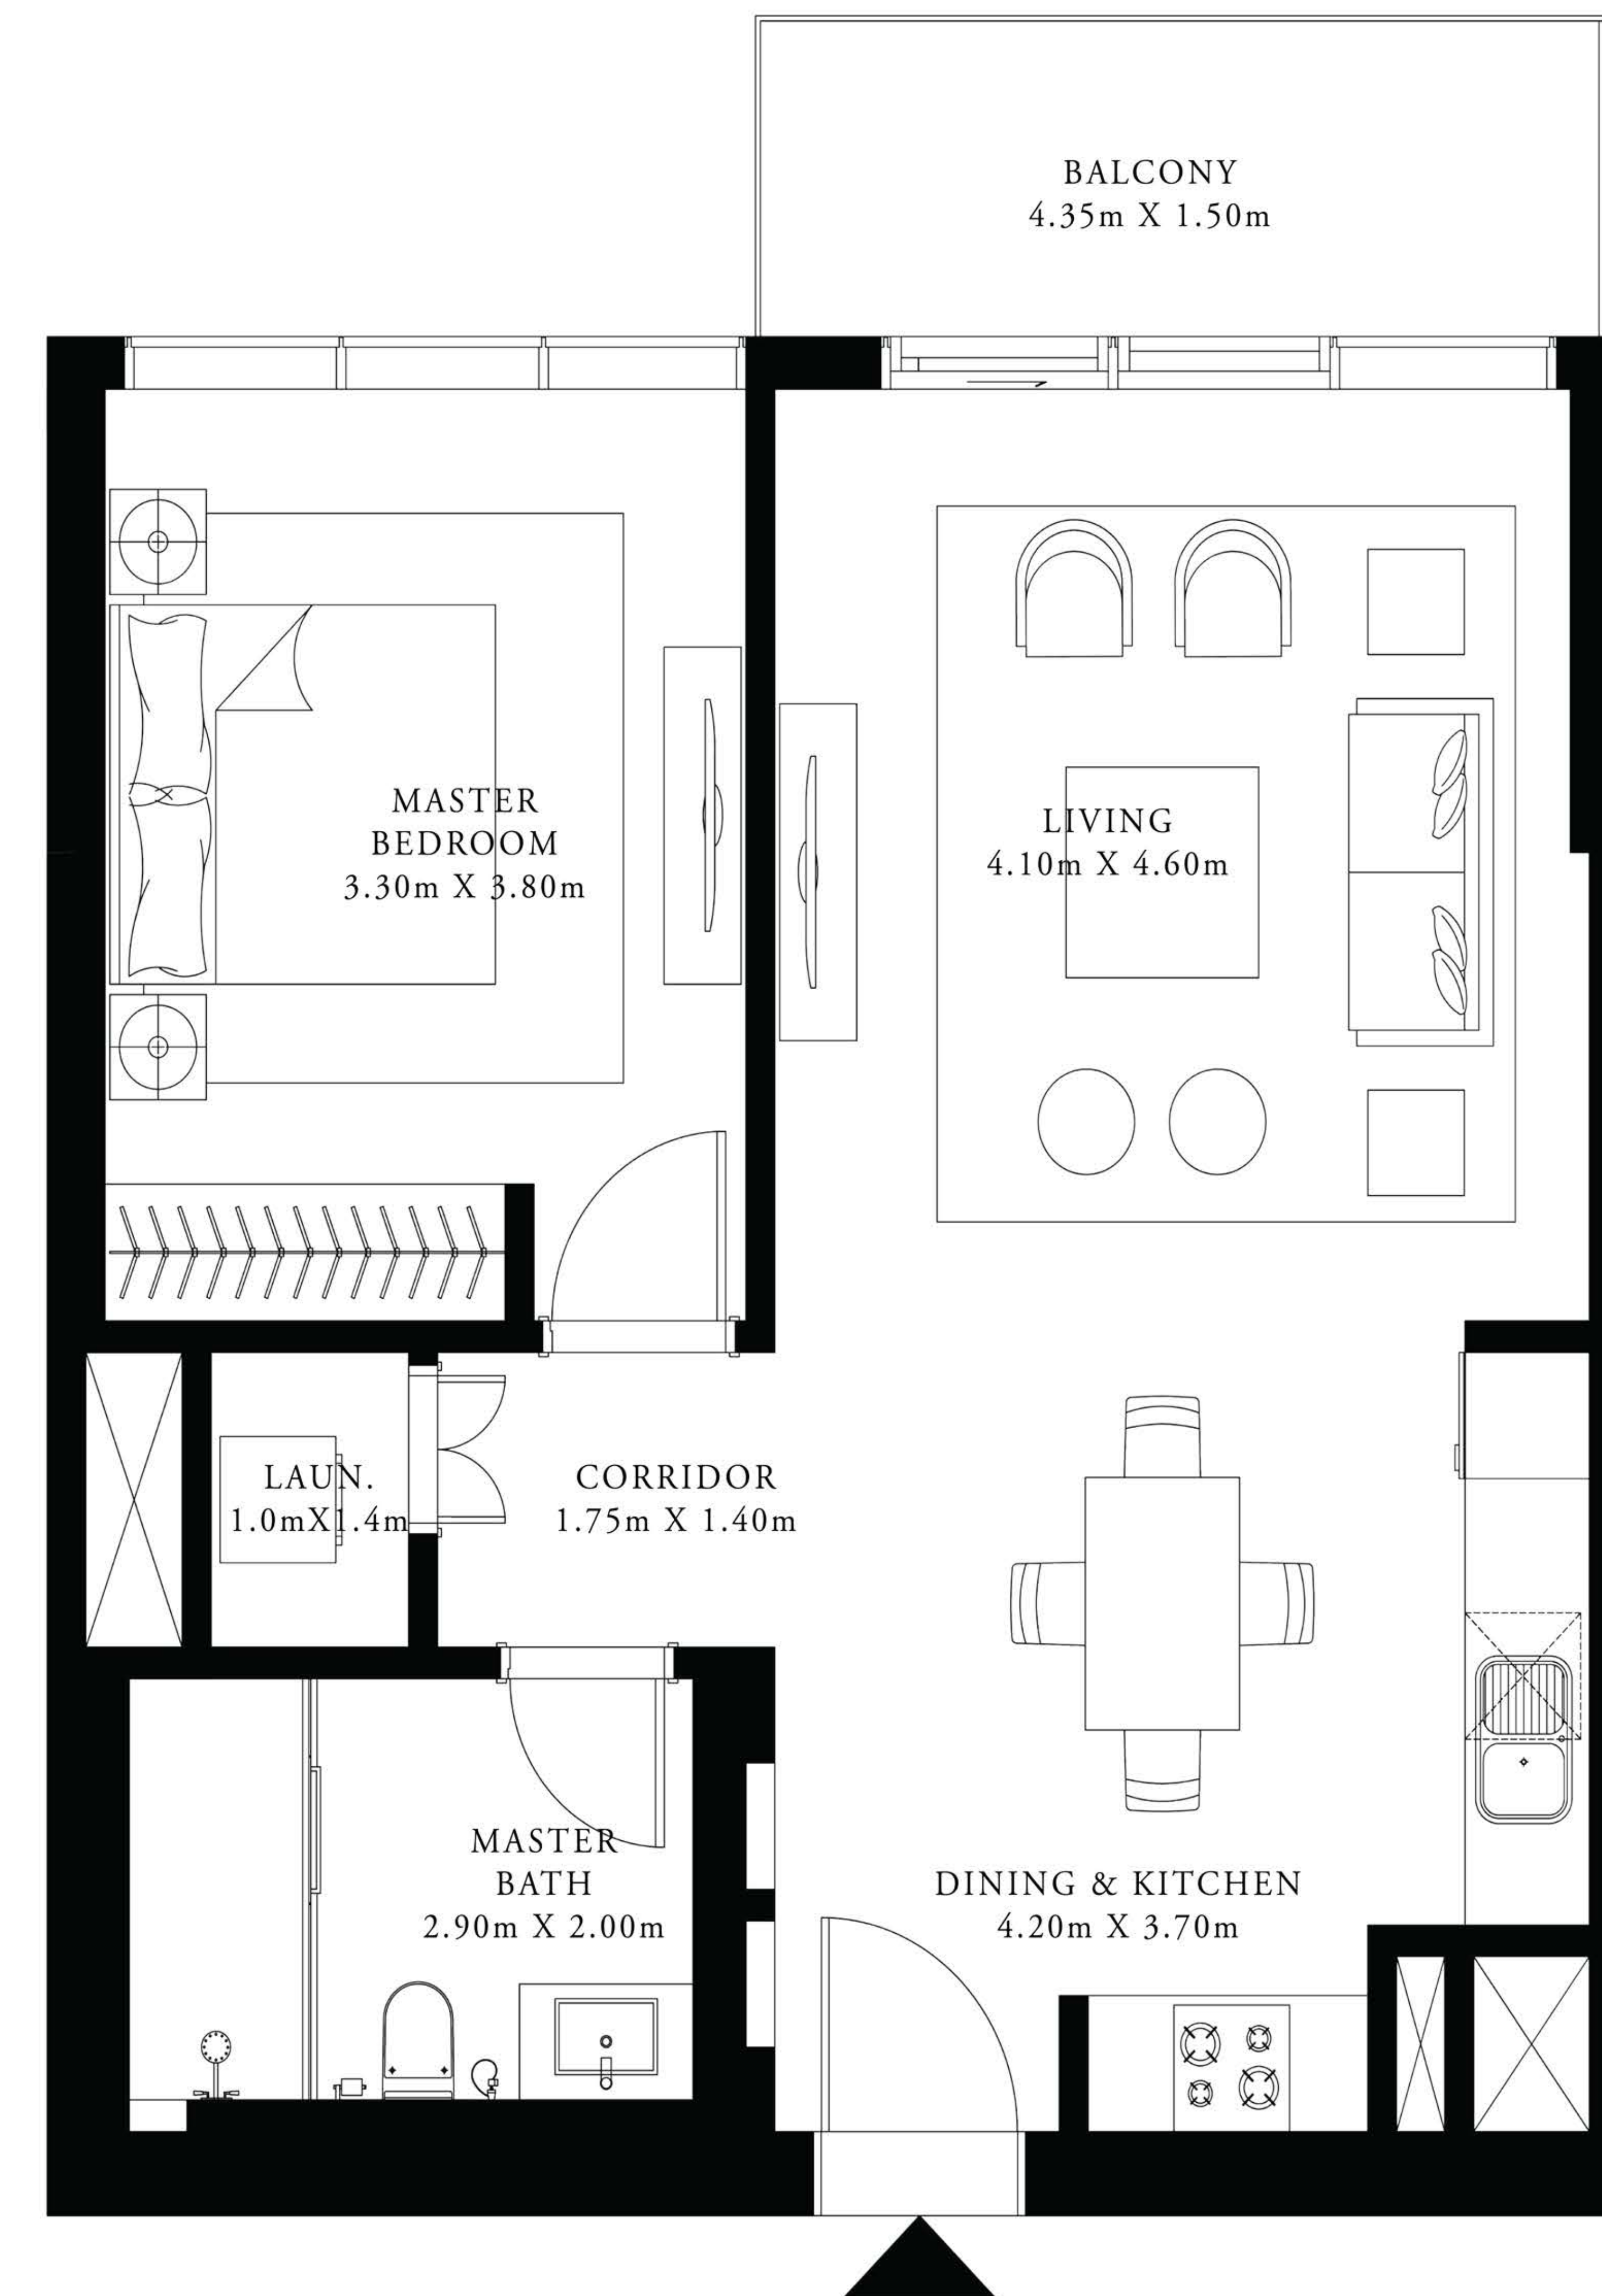 BALCONY
4.35m X 1.50m
MASTER
BEDROOM
3.30m X 3.80m
LIVING
4.10m X 4.60m
LAUN.
1.0mX1.4m
CORRIDOR
1.75m X 1.40m
MASTER
BATH
2.90m X 2.00m
DINING & KITCHEN
4.20m X 3.70m